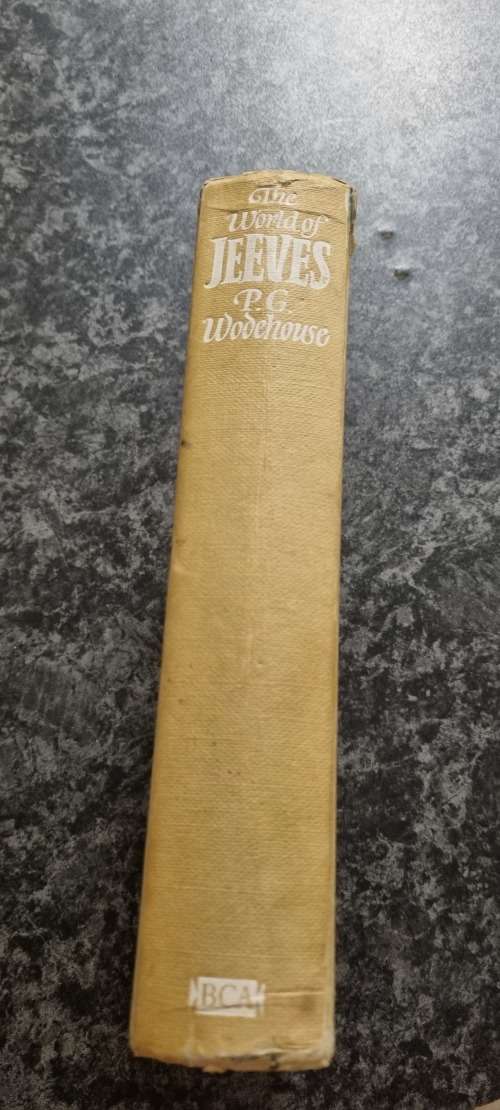 The
World of
JEEVES
P.G.
Wodehouse
BCA